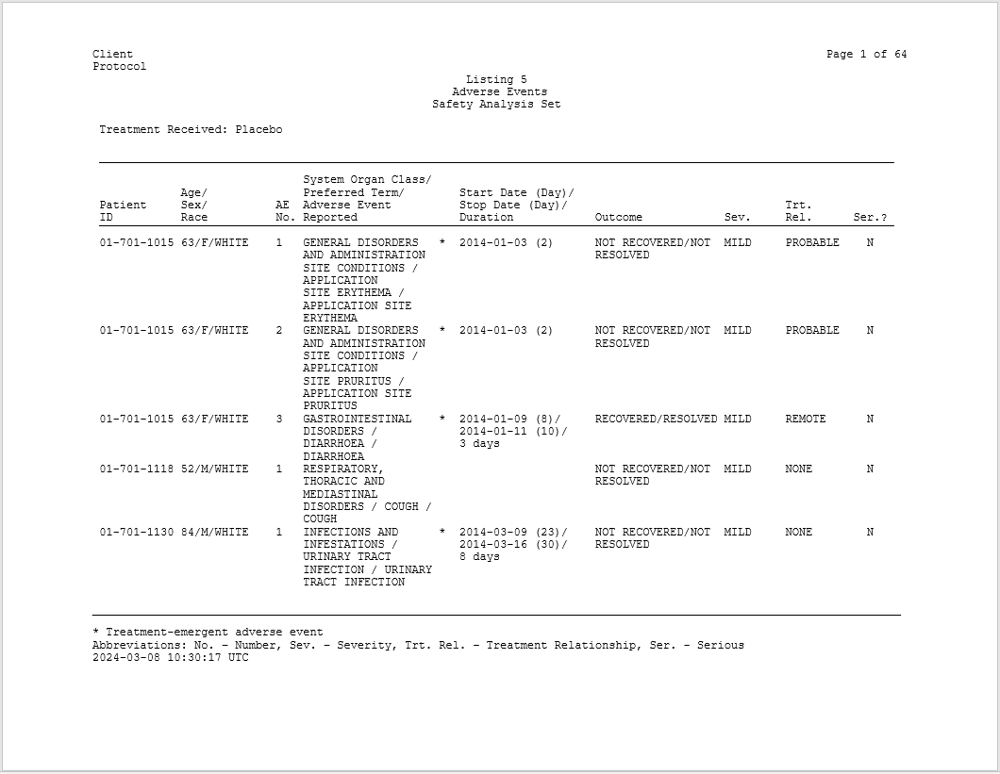 Client Page 1 of 64
Protocol
Listing 5
Adverse Events
Safety Analysis Set
Treatment Received: Placebo
System Organ Class/
Age/ Preferred Term/ Start Date (Day)/
Patient Sex/ AE Adverse Event Stop Date (Day)/ Trt.
ID Race No. Reported Duration Outcome Sev. Rel. Ser.?
01-701-1015 63/F/WHITE 1 GENERAL DISORDERS * 2014-01-03 (2) NOT RECOVERED/NOT MILD PROBABLE N
AND ADMINISTRATION RESOLVED
SITE CONDITIONS /
APPLICATION
SITE ERYTHEMA /
APPLICATION SITE
ERYTHEMA
01-701-1015 63/F/WHITE 2 GENERAL DISORDERS * 2014-01-03 (2) NOT RECOVERED/NOT MILD PROBABLE N
AND ADMINISTRATION RESOLVED
SITE CONDITIONS /
APPLICATION
SITE PRURITUS /
APPLICATION SITE
PRURITUS
01-701-1015 63/F/WHITE 3 GASTROINTESTINAL * 2014-01-09 (8)/ RECOVERED/RESOLVED MILD REMOTE N
DISORDERS / 2014-01-11 (10)/
DIARRHOEA / 3 days
DIARRHOEA
01-701-1118 52/M/WHITE 1 RESPIRATORY, NOT RECOVERED/NOT MILD NONE N
THORACIC AND RESOLVED
MEDIASTINAL
DISORDERS / COUGH /
COUGH
01-701-1130 84/M/WHITE 1 INFECTIONS AND * 2014-03-09 (23)/ NOT RECOVERED/NOT MILD NONE N
INFESTATIONS / 2014-03-16 (30)/ RESOLVED
URINARY TRACT 8 days
INFECTION / URINARY
TRACT INFECTION
* Treatment-emergent adverse event
Abbreviations: No. - Number, Sev. - Severity, Trt. Rel. - Treatment Relationship, Ser. - Serious
2024-03-08 10:30:17 UTC